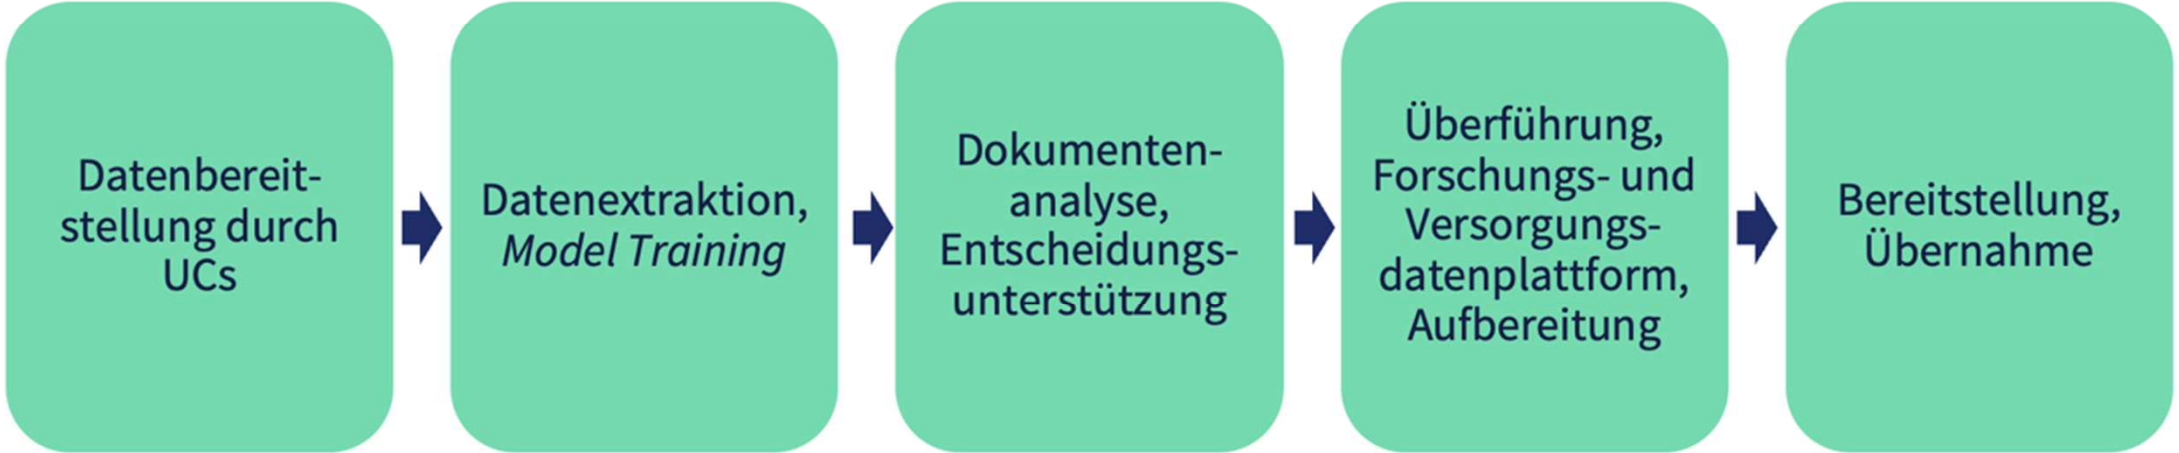 Datenbereit-
stellung durch
UCs
Datenextraktion,
Model Training
Dokumenten-
analyse,
Entscheidungs-
unterstützung
Überführung,
Forschungs- und
Versorgungs-
datenplattform,
Aufbereitung
Bereitstellung,
Übernahme